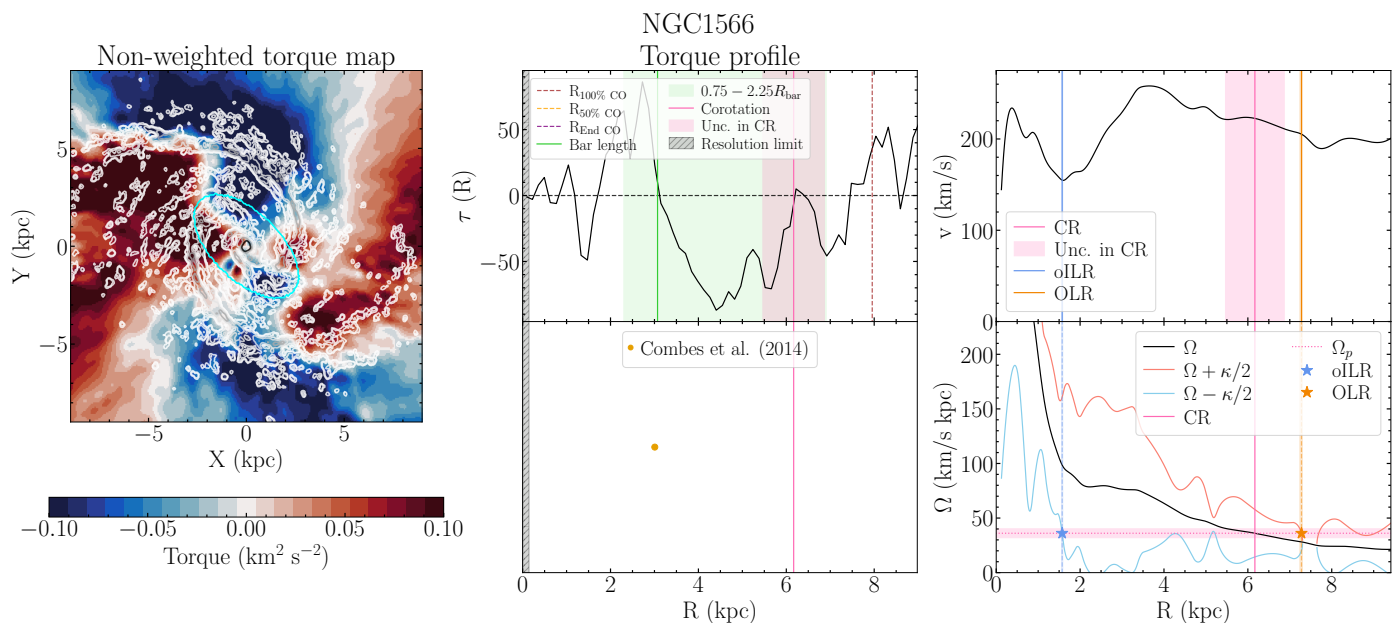 NGC1566
Non-weighted torque map
Y (kpc)
5
0
−5
−5
0
5
X (kpc)
−0.10
−0.05
0.00
0.05
0.10
Torque (km² s⁻²)
Torque profile
R100% CO
R50% CO
REnd CO
Bar length
0.75 − 2.25Rbar
Corotation
Unc. in CR
Resolution limit
τ (R)
50
0
−50
Combes et al. (2014)
0
2
4
6
8
R (kpc)
v (km/s)
200
100
0
CR
Unc. in CR
oILR
OLR
Ω (km/s kpc)
200
150
100
50
0
Ω
Ω + κ/2
Ω − κ/2
CR
Ωp
oILR
OLR
0
2
4
6
8
R (kpc)